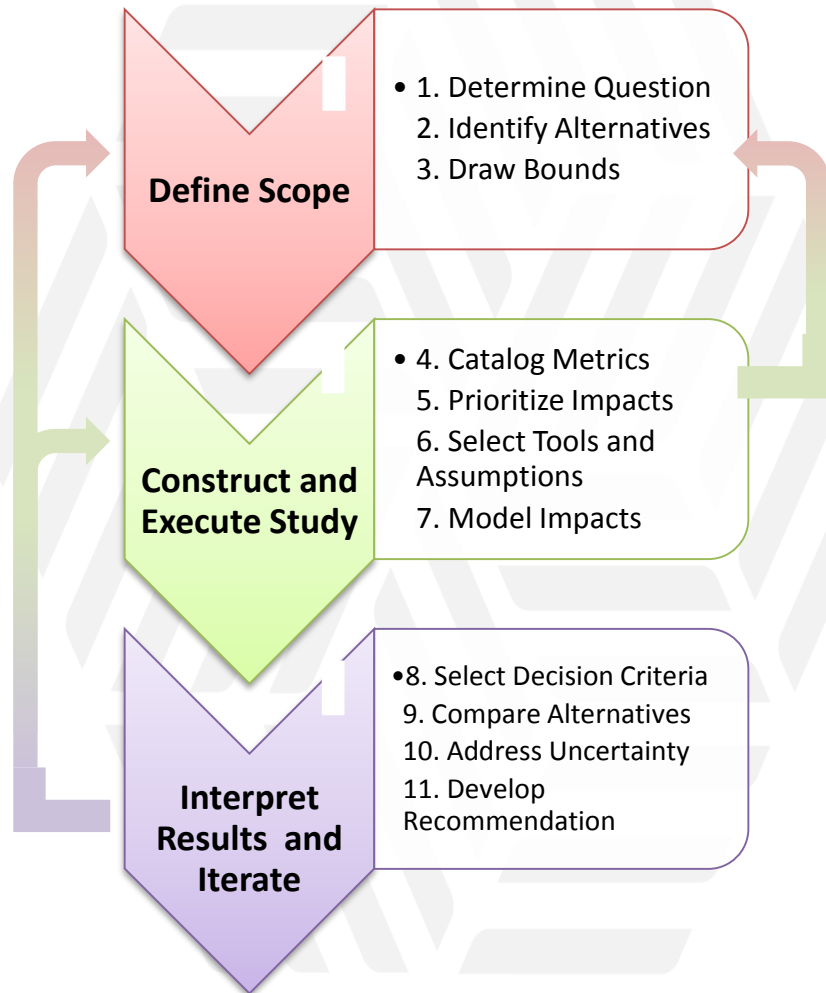 Define Scope
• 1. Determine Question
2. Identify Alternatives
3. Draw Bounds
Construct and
Execute Study
• 4. Catalog Metrics
5. Prioritize Impacts
6. Select Tools and
Assumptions
7. Model Impacts
Interpret
Results and
Iterate
•8. Select Decision Criteria
9. Compare Alternatives
10. Address Uncertainty
11. Develop
Recommendation